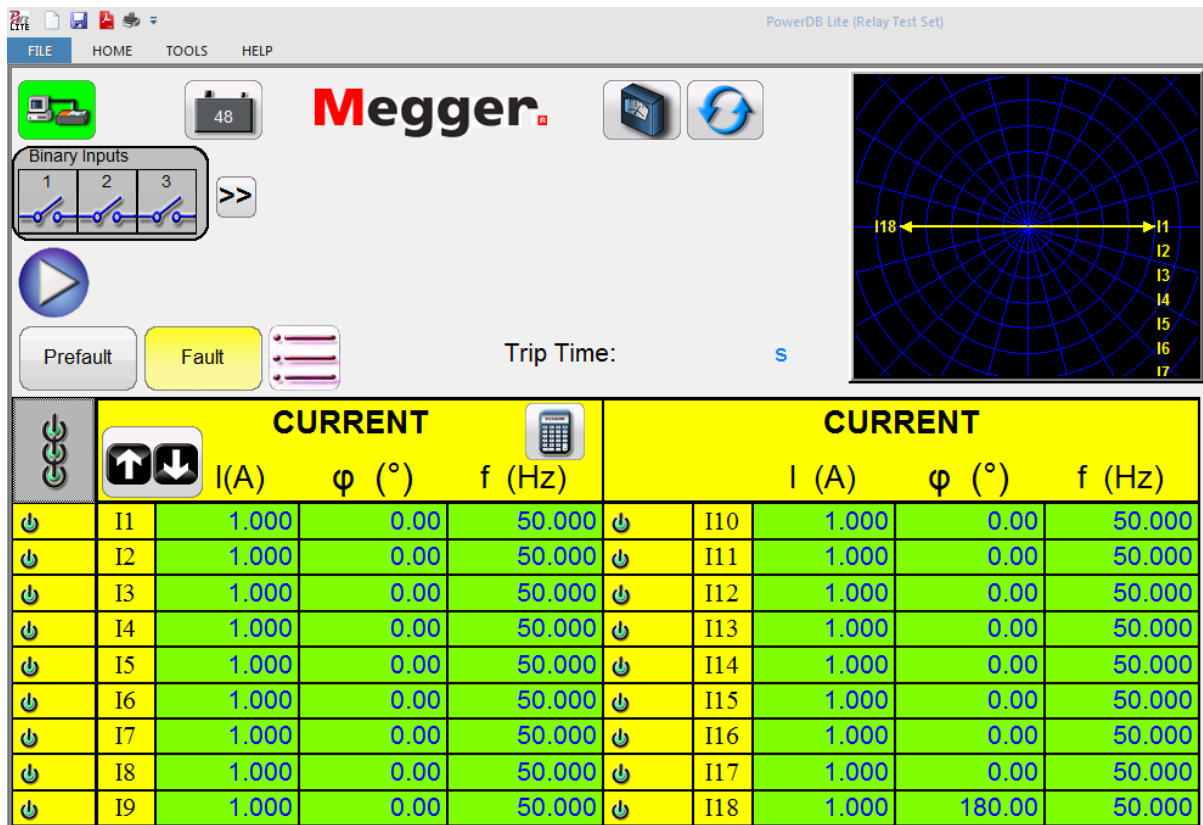 PowerDB Lite (Relay Test Set)
FILE HOME TOOLS HELP
48
Megger.
Binary Inputs
1 2 3
>>
I18
I1
I2
I3
I4
I5
I6
I7
Prefault Fault
Trip Time: s
CURRENT CURRENT
I(A) φ (°) f (Hz) I (A) φ (°) f (Hz)
I1 1.000 0.00 50.000 I10 1.000 0.00 50.000
I2 1.000 0.00 50.000 I11 1.000 0.00 50.000
I3 1.000 0.00 50.000 I12 1.000 0.00 50.000
I4 1.000 0.00 50.000 I13 1.000 0.00 50.000
I5 1.000 0.00 50.000 I14 1.000 0.00 50.000
I6 1.000 0.00 50.000 I15 1.000 0.00 50.000
I7 1.000 0.00 50.000 I16 1.000 0.00 50.000
I8 1.000 0.00 50.000 I17 1.000 0.00 50.000
I9 1.000 0.00 50.000 I18 1.000 180.00 50.000